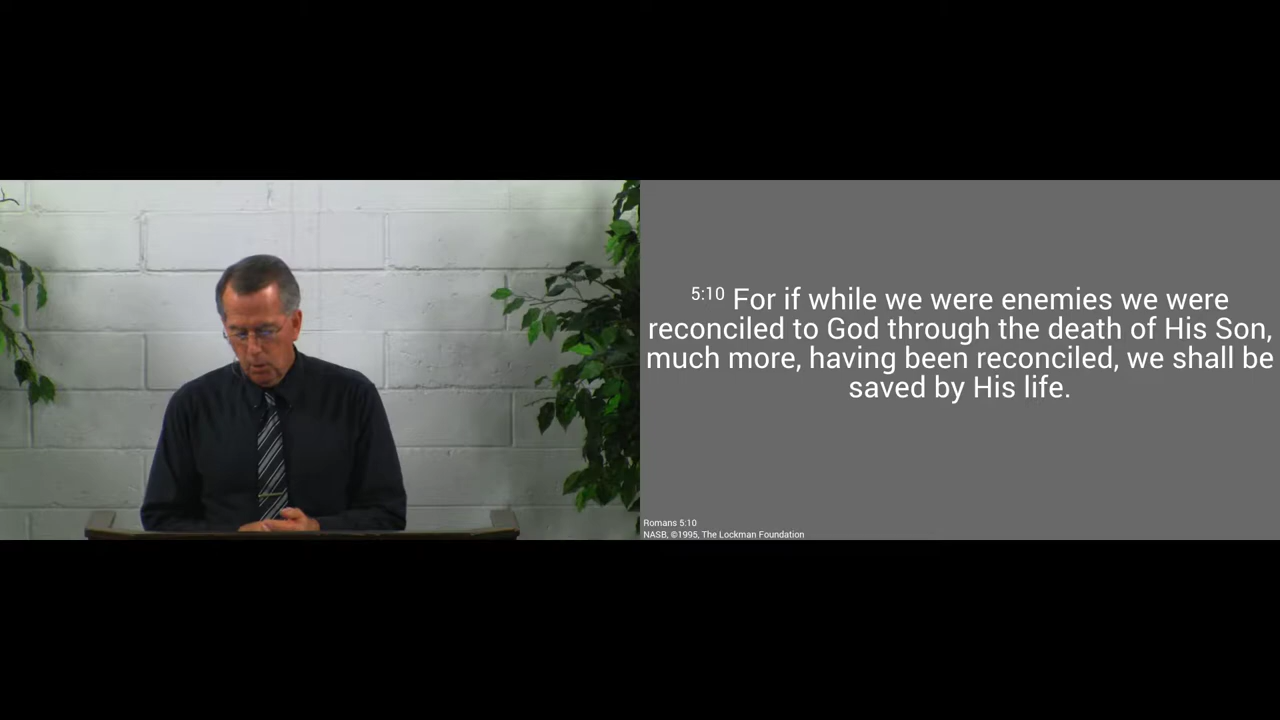 5:10 For if while we were enemies we were
reconciled to God through the death of His Son,
much more, having been reconciled, we shall be
saved by His life.
Romans 5:10
NASB, ©1995, The Lockman Foundation